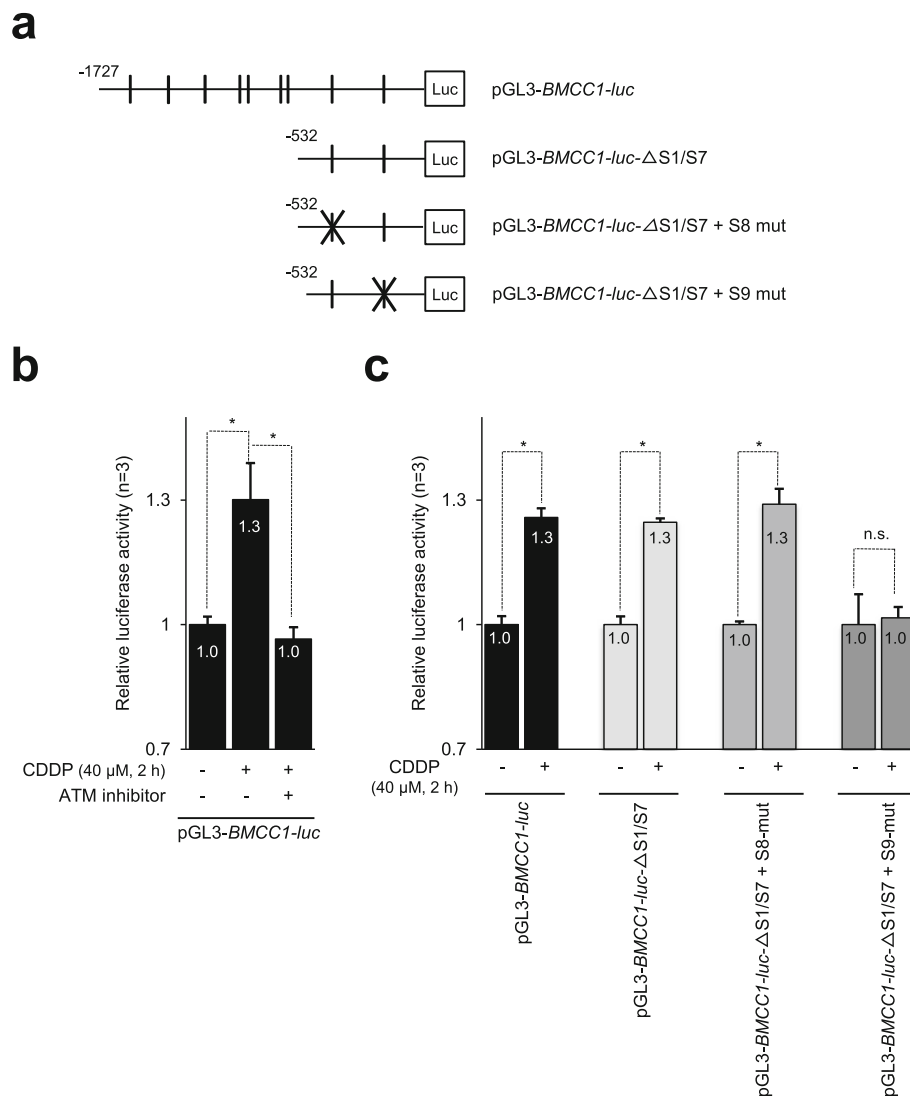 a
-1727
Luc
pGL3-BMCC1-luc
-532
Luc
pGL3-BMCC1-luc-△S1/S7
-532
Luc
pGL3-BMCC1-luc-△S1/S7 + S8 mut
-532
Luc
pGL3-BMCC1-luc-△S1/S7 + S9 mut
b
Relative luciferase activity (n=3)
1.3
1
0.7
* *
1.0 1.3 1.0
CDDP (40 µM, 2 h) - + +
ATM inhibitor - - +
pGL3-BMCC1-luc
c
Relative luciferase activity (n=3)
1.3
1
0.7
* * * n.s.
1.0 1.3 1.0 1.3 1.0 1.3 1.0 1.0
CDDP - + - + - + - +
(40 µM, 2 h)
pGL3-BMCC1-luc
pGL3-BMCC1-luc-△S1/S7
pGL3-BMCC1-luc-△S1/S7 + S8-mut
pGL3-BMCC1-luc-△S1/S7 + S9-mut